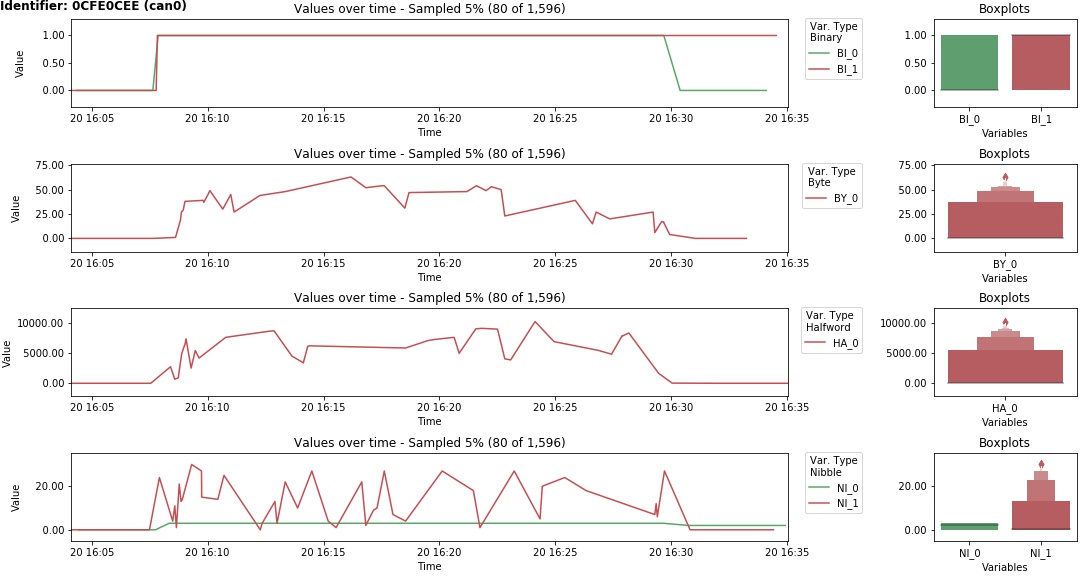 Identifier: 0CFE0CEE (can0)
Values over time - Sampled 5% (80 of 1,596)
Boxplots
Value
1.00
0.50
0.00
20 16:05
20 16:10
20 16:15
20 16:20
20 16:25
20 16:30
20 16:35
Time
Var. Type
Binary
BI_0
BI_1
1.00
0.50
0.00
BI_0
BI_1
Variables
Values over time - Sampled 5% (80 of 1,596)
Boxplots
Value
75.00
50.00
25.00
0.00
20 16:05
20 16:10
20 16:15
20 16:20
20 16:25
20 16:30
20 16:35
Time
Var. Type
Byte
BY_0
75.00
50.00
25.00
0.00
BY_0
Variables
Values over time - Sampled 5% (80 of 1,596)
Boxplots
Value
10000.00
5000.00
0.00
20 16:05
20 16:10
20 16:15
20 16:20
20 16:25
20 16:30
20 16:35
Time
Var. Type
Halfword
HA_0
10000.00
5000.00
0.00
HA_0
Variables
Values over time - Sampled 5% (80 of 1,596)
Boxplots
Value
20.00
0.00
20 16:05
20 16:10
20 16:15
20 16:20
20 16:25
20 16:30
20 16:35
Time
Var. Type
Nibble
NI_0
NI_1
20.00
0.00
NI_0
NI_1
Variables